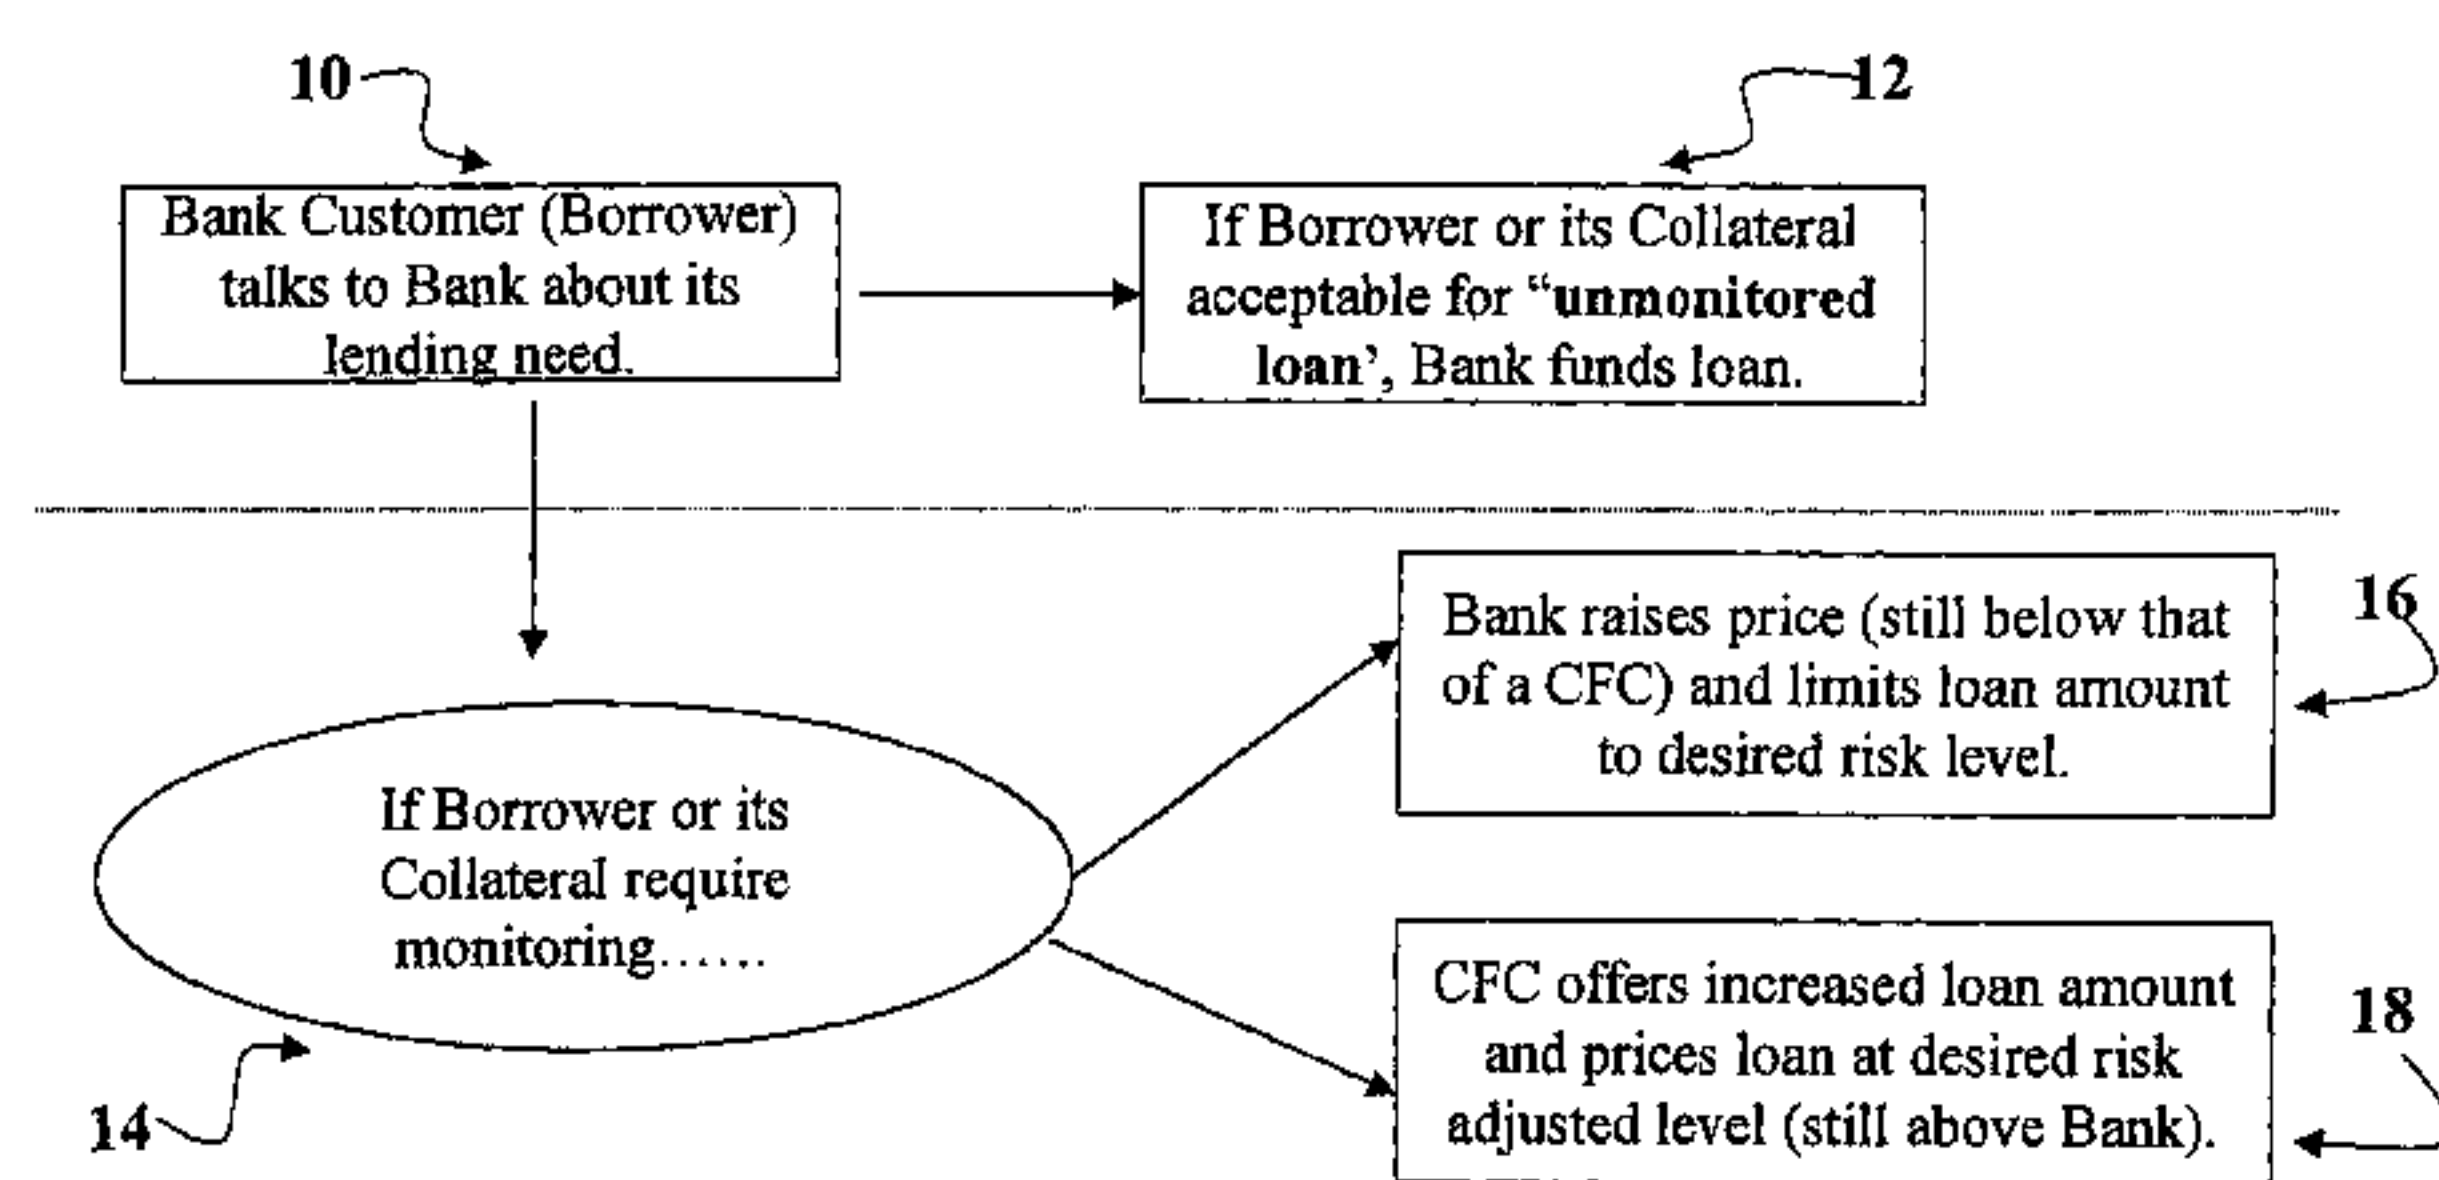 10
12
Bank Customer (Borrower)
talks to Bank about its
lending need.
If Borrower or its Collateral
acceptable for “unmonitored
loan’, Bank funds loan.
Bank raises price (still below that
of a CFC) and limits loan amount
to desired risk level.
16
If Borrower or its
Collateral require
monitoring......
CFC offers increased loan amount
and prices loan at desired risk
adjusted level (still above Bank).
18
14